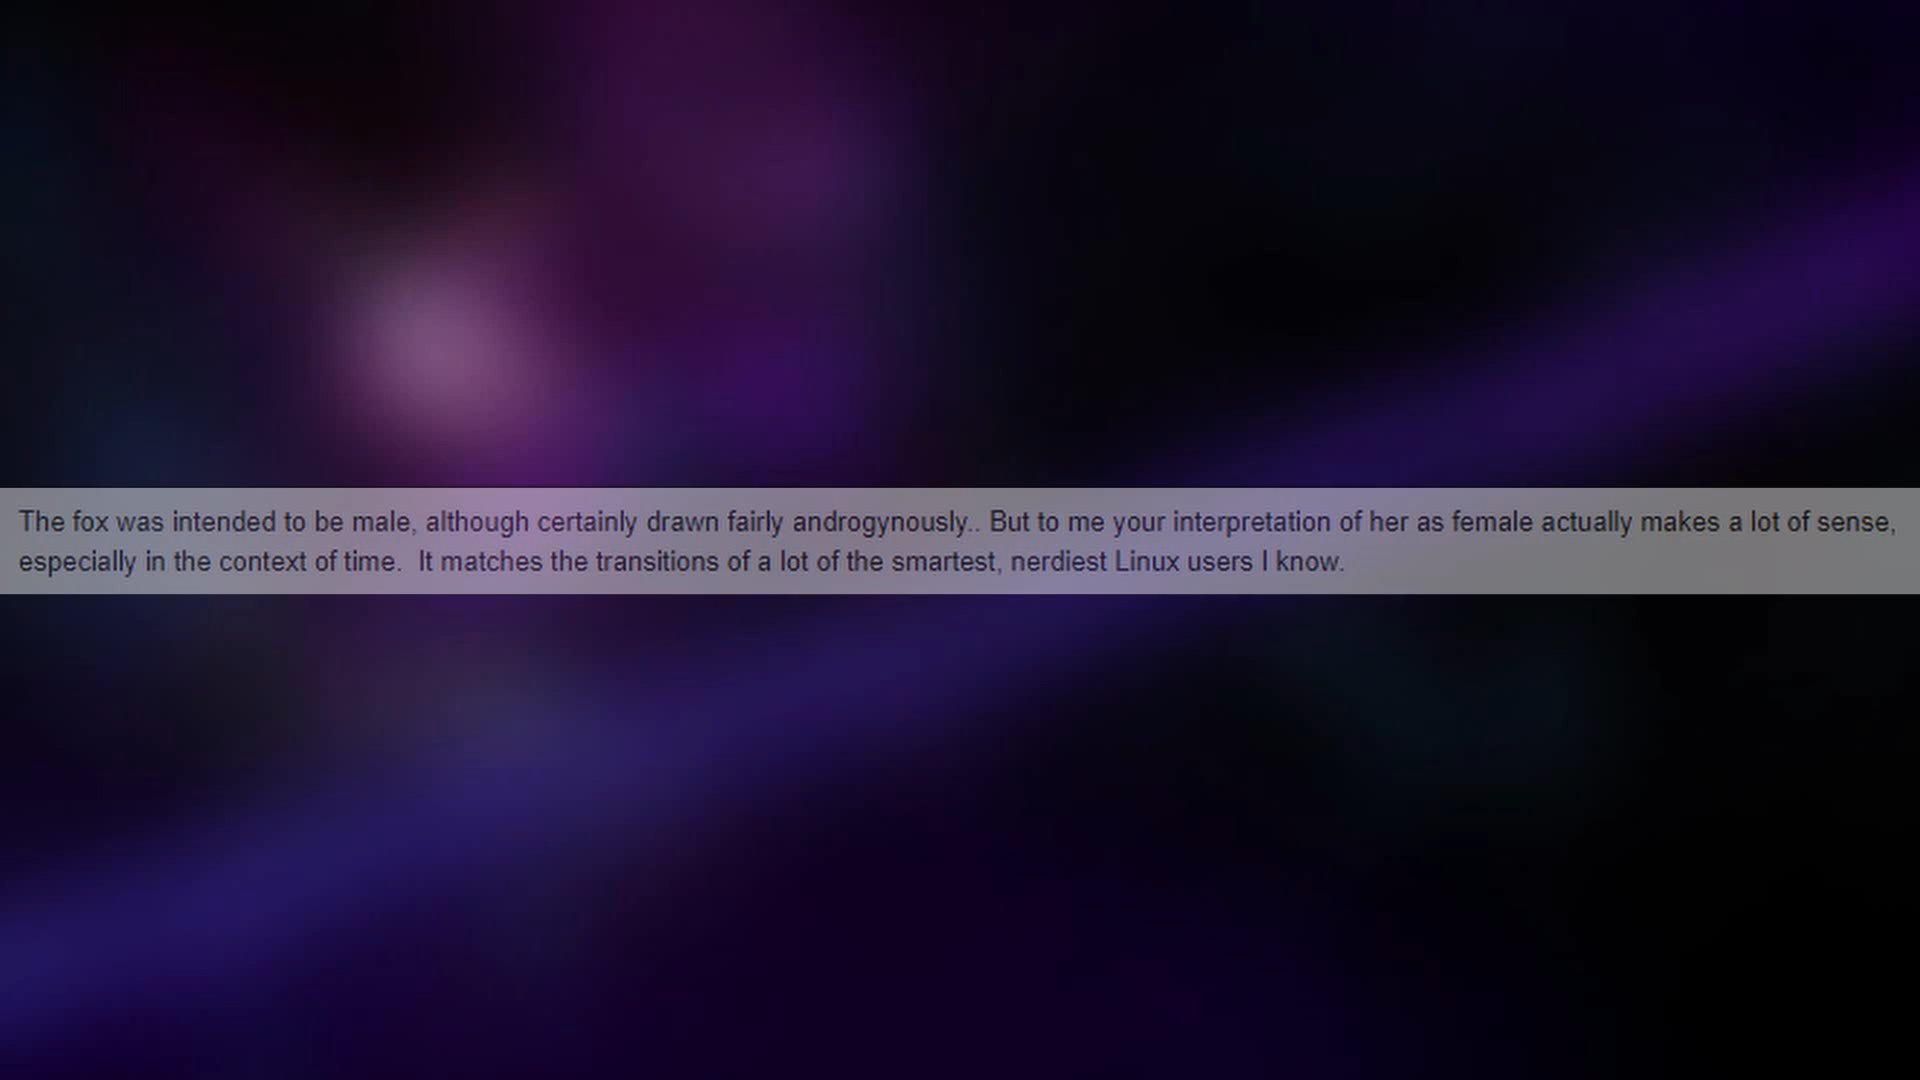 The fox was intended to be male, although certainly drawn fairly androgynously.. But to me your interpretation of her as female actually makes a lot of sense,
especially in the context of time.  It matches the transitions of a lot of the smartest, nerdiest Linux users I know.